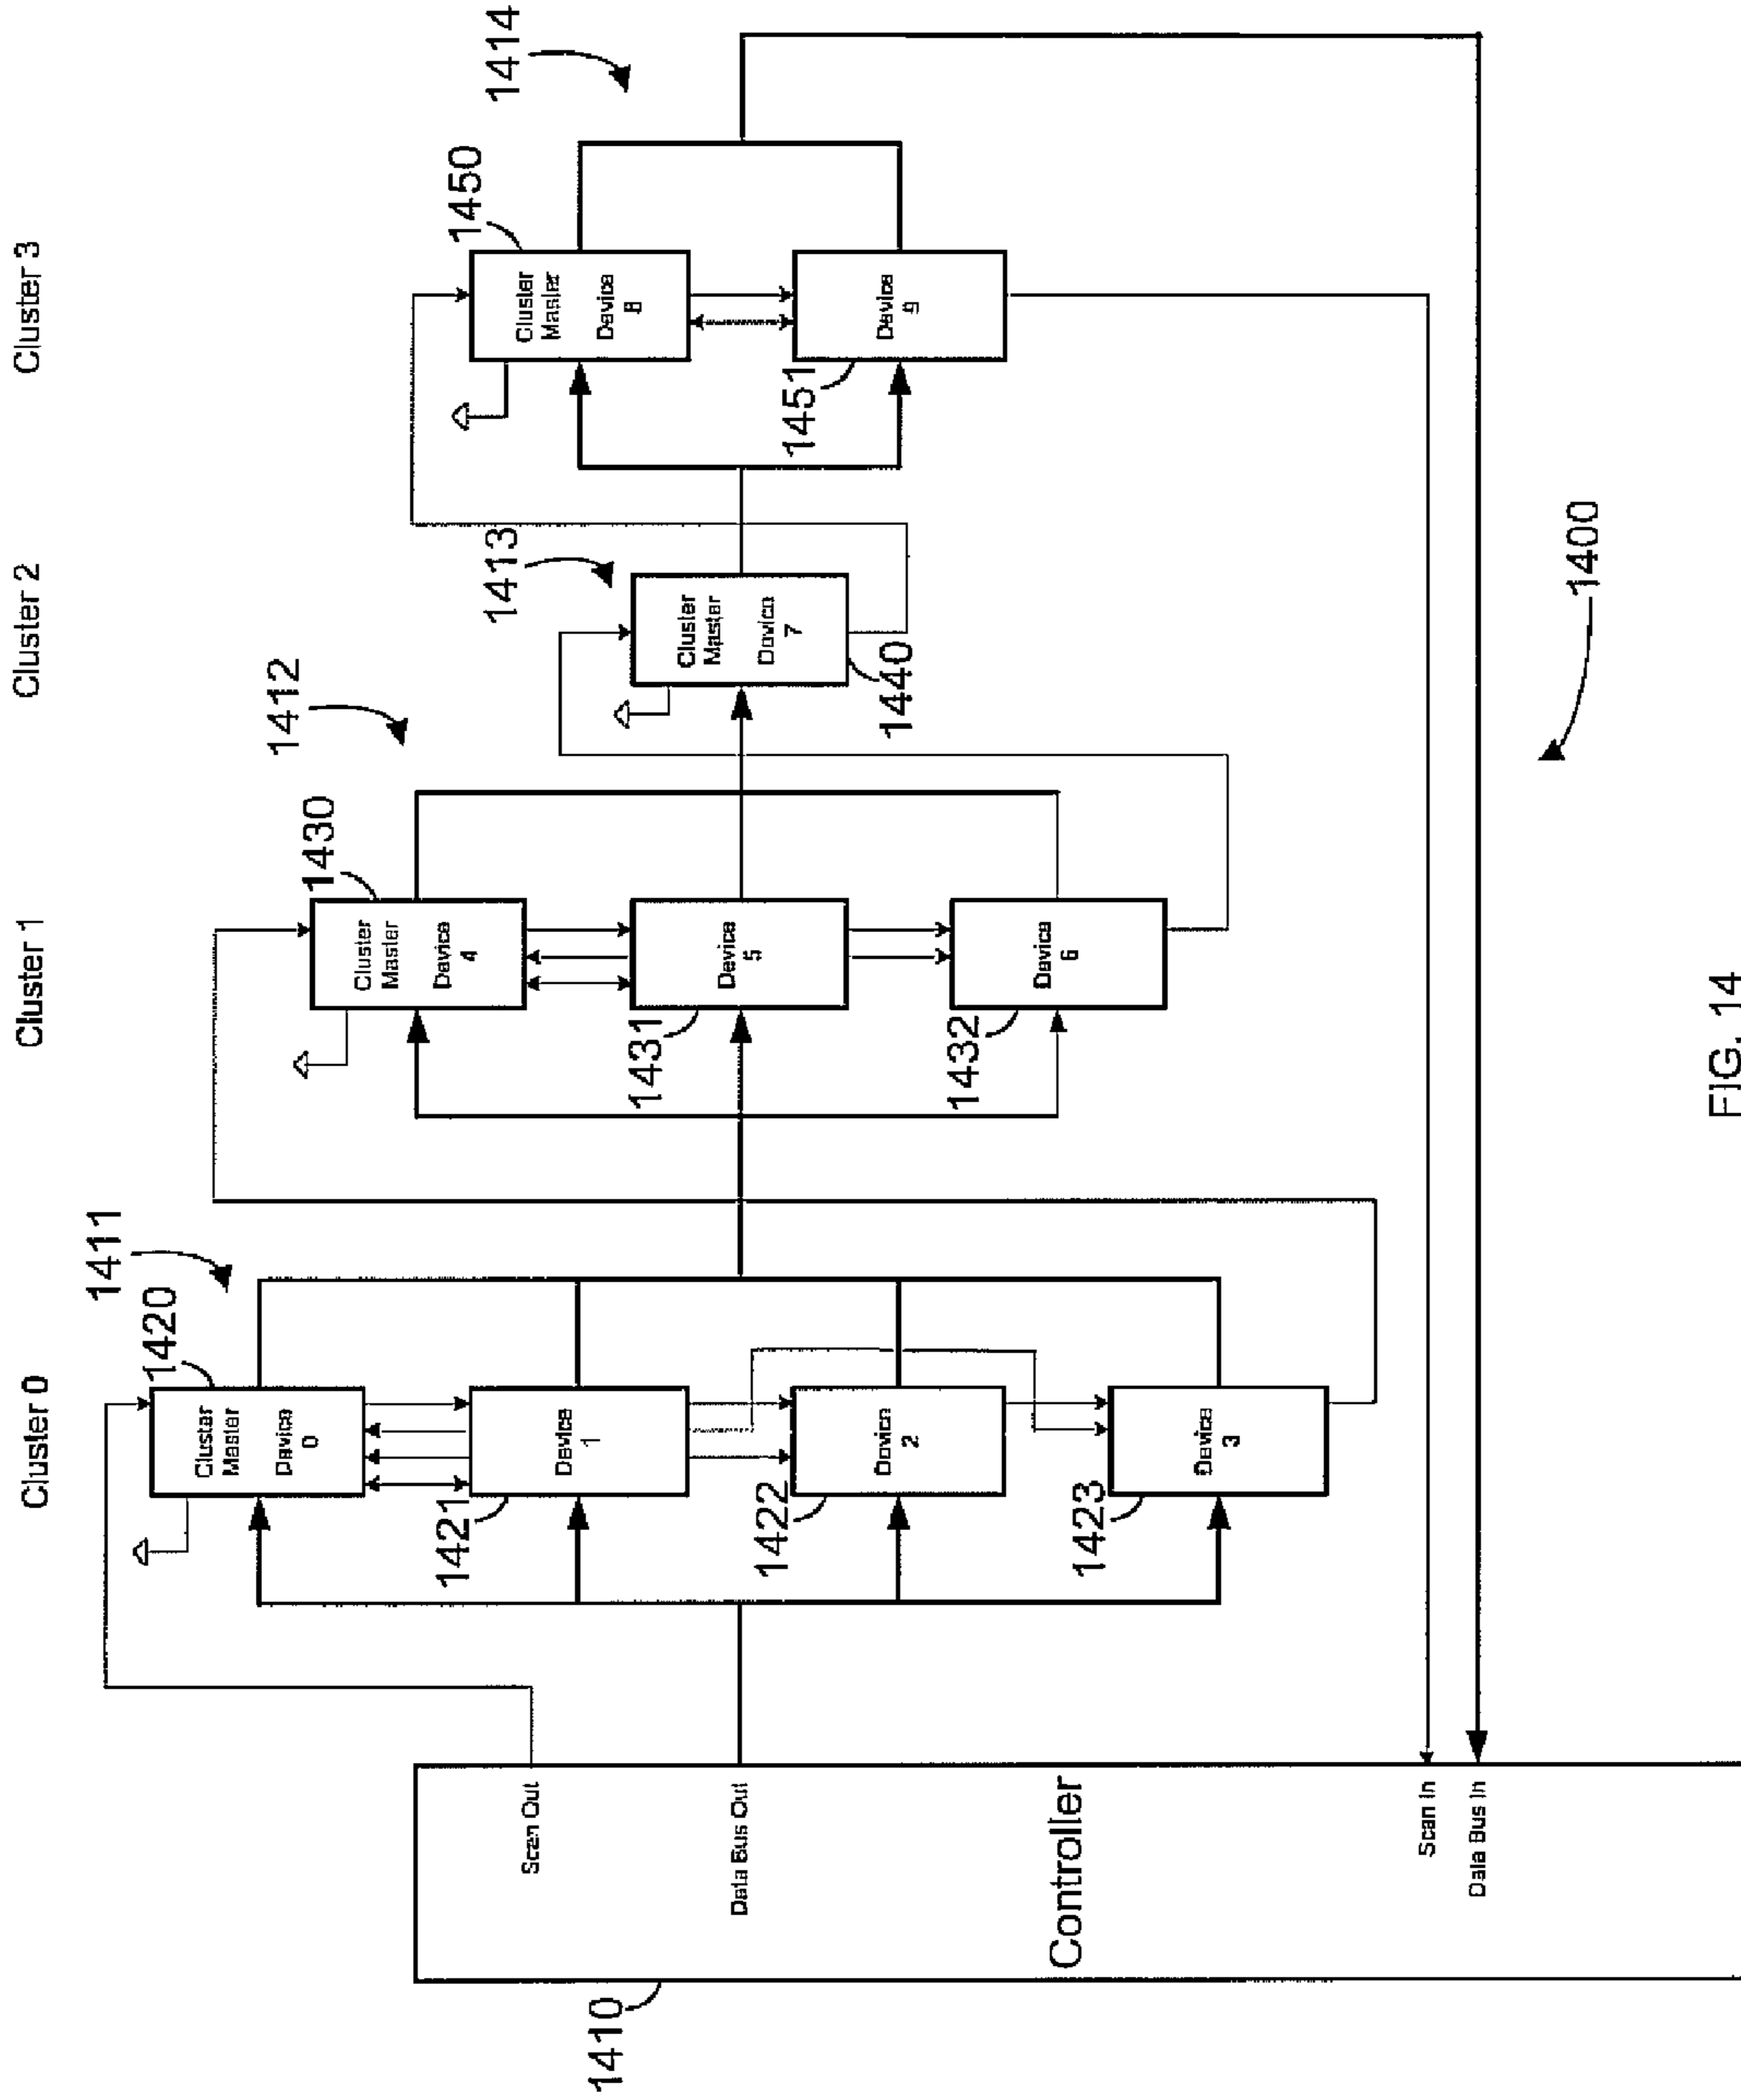 Cluster 0
Cluster 1
Cluster 2
Cluster 3
1411
1420
Cluster
Master
Device
0
1421
Device
1
1422
Device
2
1423
Device
3
1412
1430
Cluster
Master
Device
4
1431
Device
5
1432
Device
6
1413
Cluster
Master
Device
7
1440
1414
1450
Cluster
Master
Device
8
1451
Device
9
1410
Scan Out
Data Bus Out
Controller
Scan In
Data Bus In
1400
FIG. 14